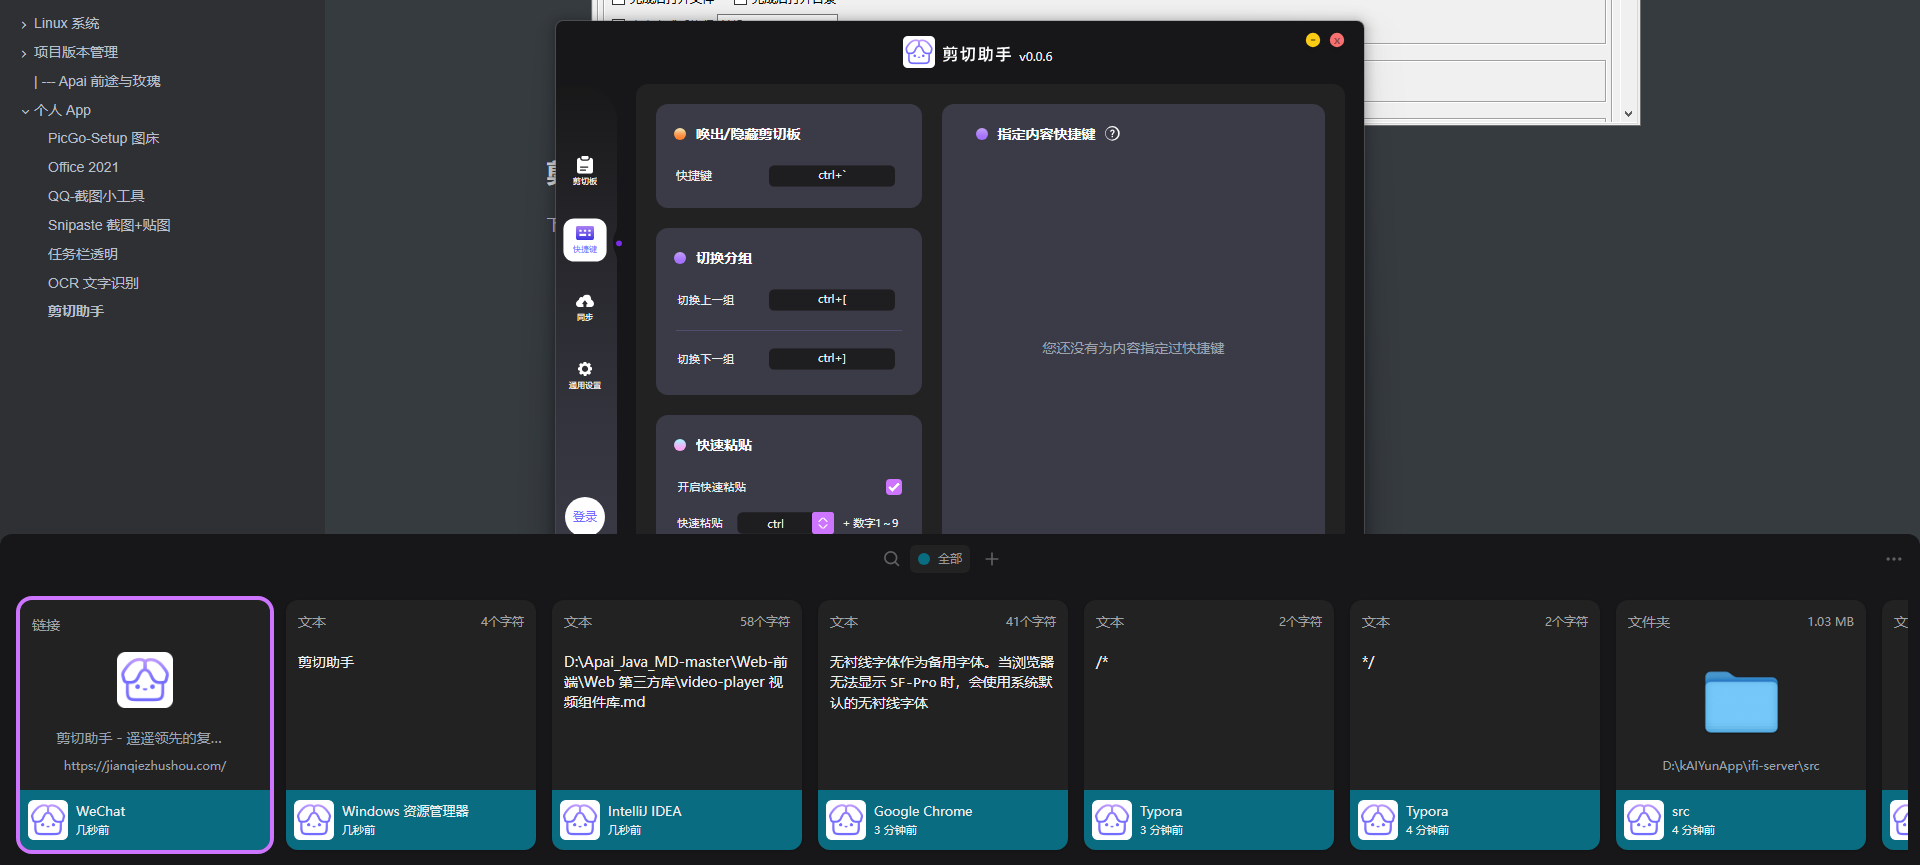 Linux 系统
项目版本管理
| --- Apai 前途与玫瑰
个人 App
PicGo-Setup 图床
Office 2021
QQ-截图小工具
Snipaste 截图+贴图
任务栏透明
OCR 文字识别
剪切助手
剪切助手 v0.0.6
剪切板
快捷键
同步
通用设置
登录
唤出/隐藏剪切板
快捷键
ctrl+`
切换分组
切换上一组
ctrl+[
切换下一组
ctrl+]
快速粘贴
开启快速粘贴
快速粘贴
ctrl
+ 数字1~9
指定内容快捷键
您还没有为内容指定过快捷键
全部
链接
剪切助手 - 遥遥领先的复...
https://jianqiezhushou.com/
WeChat
几秒前
文本
4个字符
剪切助手
Windows 资源管理器
几秒前
文本
58个字符
D:\Apai_Java_MD-master\Web-前
端\Web 第三方库\video-player 视
频组件库.md
IntelliJ IDEA
几秒前
文本
41个字符
无衬线字体作为备用字体。当浏览器
无法显示 SF-Pro 时，会使用系统默
认的无衬线字体
Google Chrome
3 分钟前
文本
2个字符
/*
Typora
3 分钟前
文本
2个字符
*/
Typora
4 分钟前
文件夹
1.03 MB
D:\kAIYunApp\ifi-server\src
src
4 分钟前
文